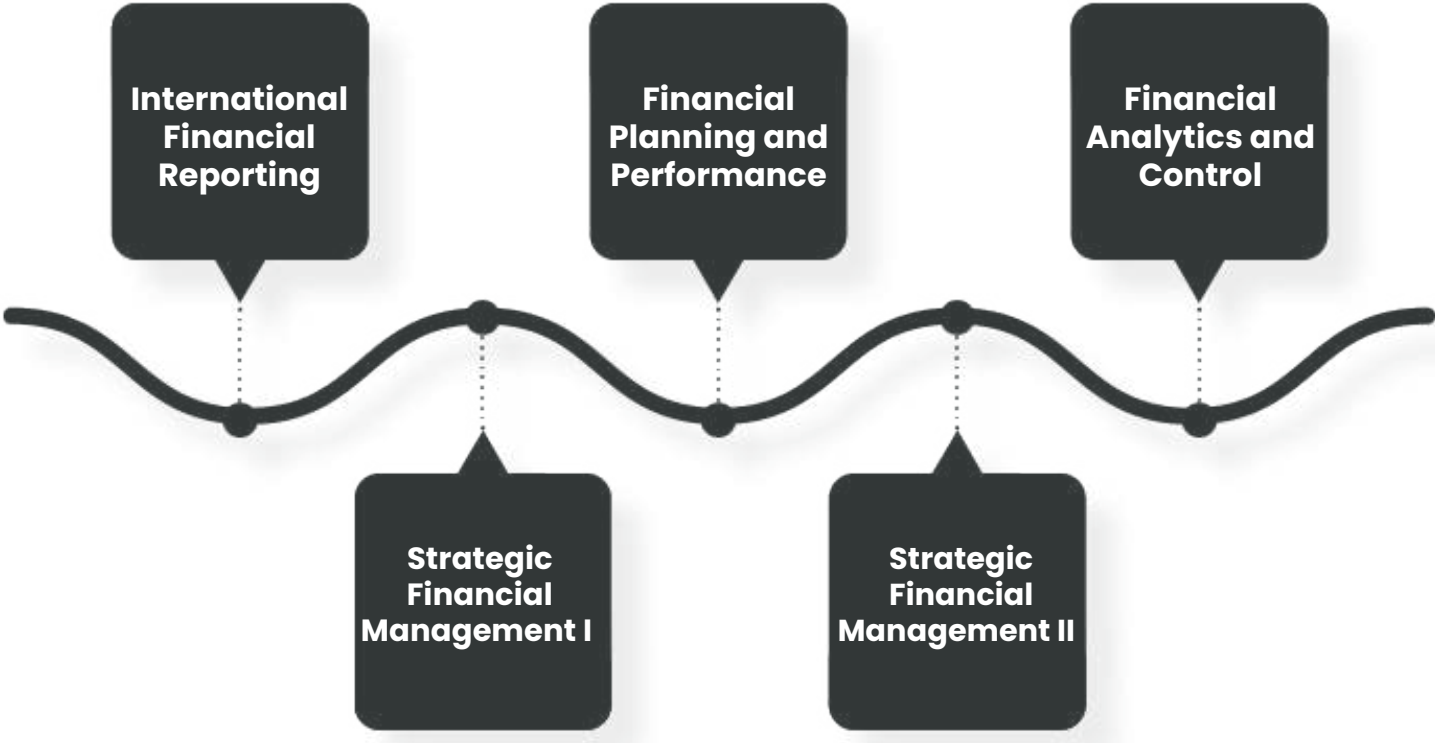 International
Financial
Reporting
Strategic
Financial
Management I
Financial
Planning and
Performance
Strategic
Financial
Management II
Financial
Analytics and
Control